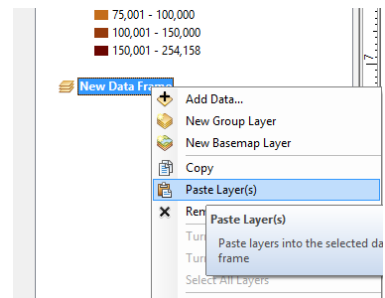 75,001 - 100,000
100,001 - 150,000
150,001 - 254,158
New Data Frame
Add Data...
New Group Layer
New Basemap Layer
Copy
Paste Layer(s)
Paste Layer(s)
Paste layers into the selected
frame
Select All Layers